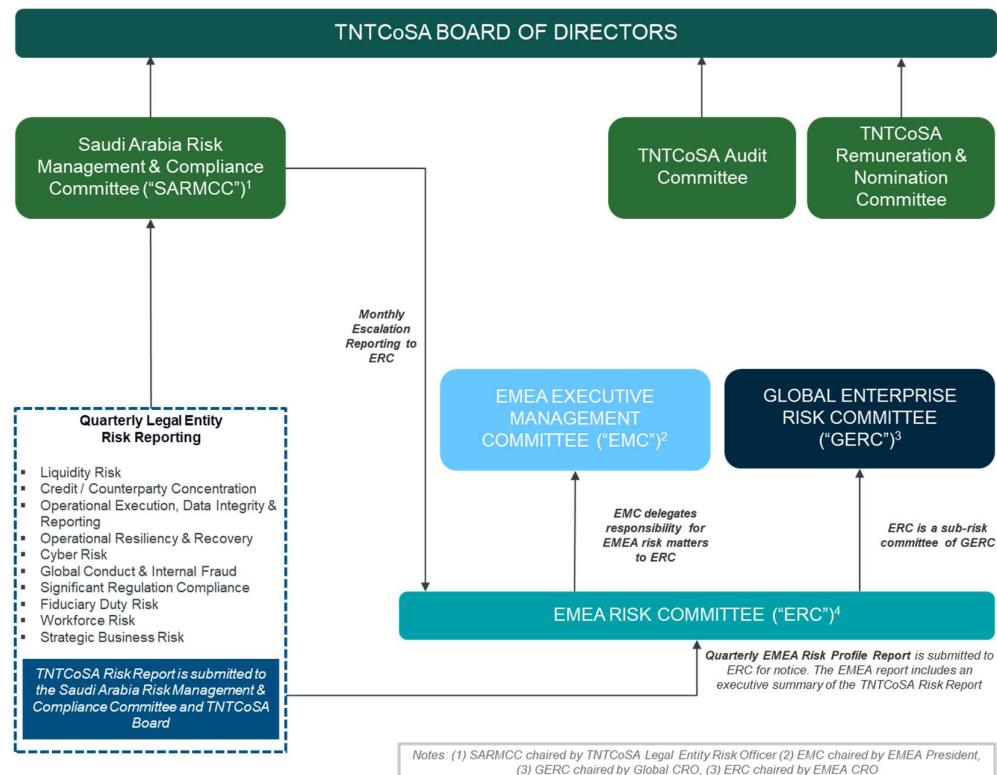 TNTCoSA BOARD OF DIRECTORS
Saudi Arabia Risk
Management & Compliance
Committee (“SARMCC”)1
TNTCoSA Audit
Committee
TNTCoSA
Remuneration &
Nomination
Committee
Monthly
Escalation
Reporting to
ERC
EMEA EXECUTIVE
MANAGEMENT
COMMITTEE (“EMC”)2
GLOBAL ENTERPRISE
RISK COMMITTEE
(“GERC”)3
Quarterly Legal Entity
Risk Reporting
▪ Liquidity Risk
▪ Credit / Counterparty Concentration
▪ Operational Execution, Data Integrity &
Reporting
▪ Operational Resiliency & Recovery
▪ Cyber Risk
▪ Global Conduct & Internal Fraud
▪ Significant Regulation Compliance
▪ Fiduciary Duty Risk
▪ Workforce Risk
▪ Strategic Business Risk
TNTCoSA Risk Report is submitted to
the Saudi Arabia Risk Management &
Compliance Committee and TNTCoSA
Board
EMC delegates
responsibility for
EMEA risk matters
to ERC
ERC is a sub-risk
committee of GERC
EMEA RISK COMMITTEE (“ERC”)4
Quarterly EMEA Risk Profile Report is submitted to
ERC for notice. The EMEA report includes an
executive summary of the TNTCoSA Risk Report
Notes: (1) SARMCC chaired by TNTCoSA Legal Entity Risk Officer (2) EMC chaired by EMEA President,
(3) GERC chaired by Global CRO, (3) ERC chaired by EMEA CRO